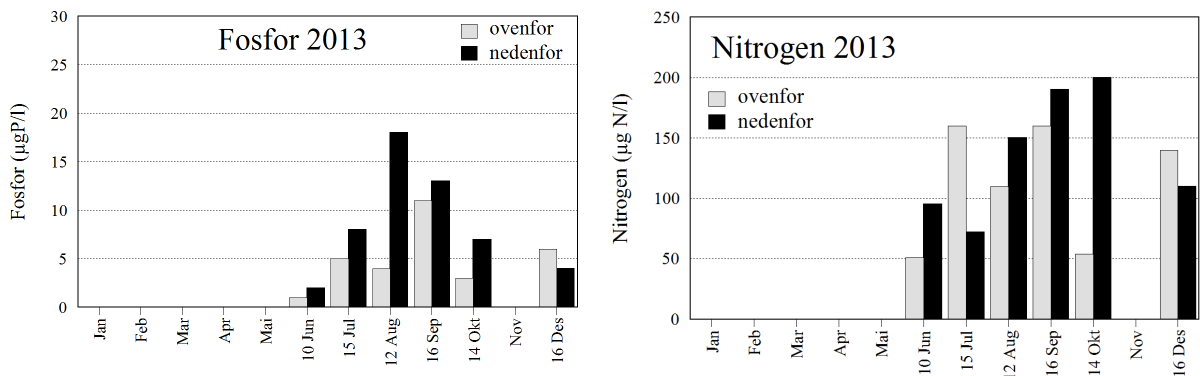 Fosfor 2013
ovenfor
nedenfor
Fosfor (µgP/l)
30
25
20
15
10
5
0
Jan
Feb
Mar
Apr
Mai
10 Jun
15 Jul
12 Aug
16 Sep
14 Okt
Nov
16 Des
Nitrogen 2013
ovenfor
nedenfor
Nitrogen (µg N/l)
250
200
150
100
50
0
Jan
Feb
Mar
Apr
Mai
10 Jun
15 Jul
12 Aug
16 Sep
14 Okt
Nov
16 Des